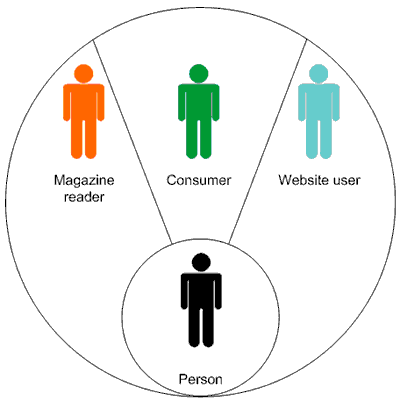 Magazine
reader
Consumer
Website user
Person